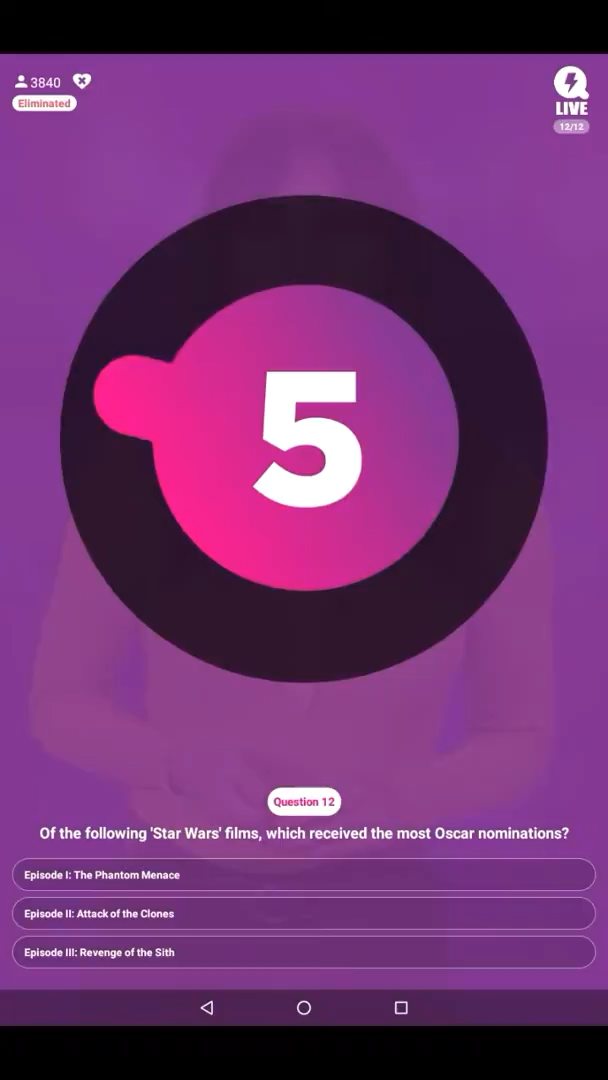 3840
Eliminated
LIVE
12/12
5
Question 12
Of the following 'Star Wars' films, which received the most Oscar nominations?
Episode I: The Phantom Menace
Episode II: Attack of the Clones
Episode III: Revenge of the Sith